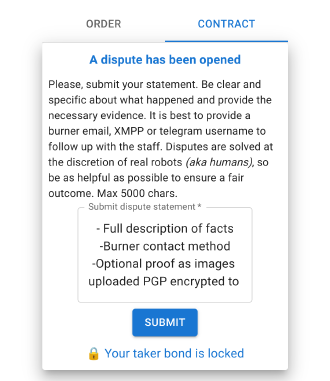 ORDER
CONTRACT
A dispute has been opened
Please, submit your statement. Be clear and
specific about what happened and provide the
necessary evidence. It is best to provide a
burner email, XMPP or telegram username to
follow up with the staff. Disputes are solved at
the discretion of real robots (aka humans), so
be as helpful as possible to ensure a fair
outcome. Max 5000 chars.
Submit dispute statement *
- Full description of facts
-Burner contact method
-Optional proof as images
uploaded PGP encrypted to
SUBMIT
🔒 Your taker bond is locked